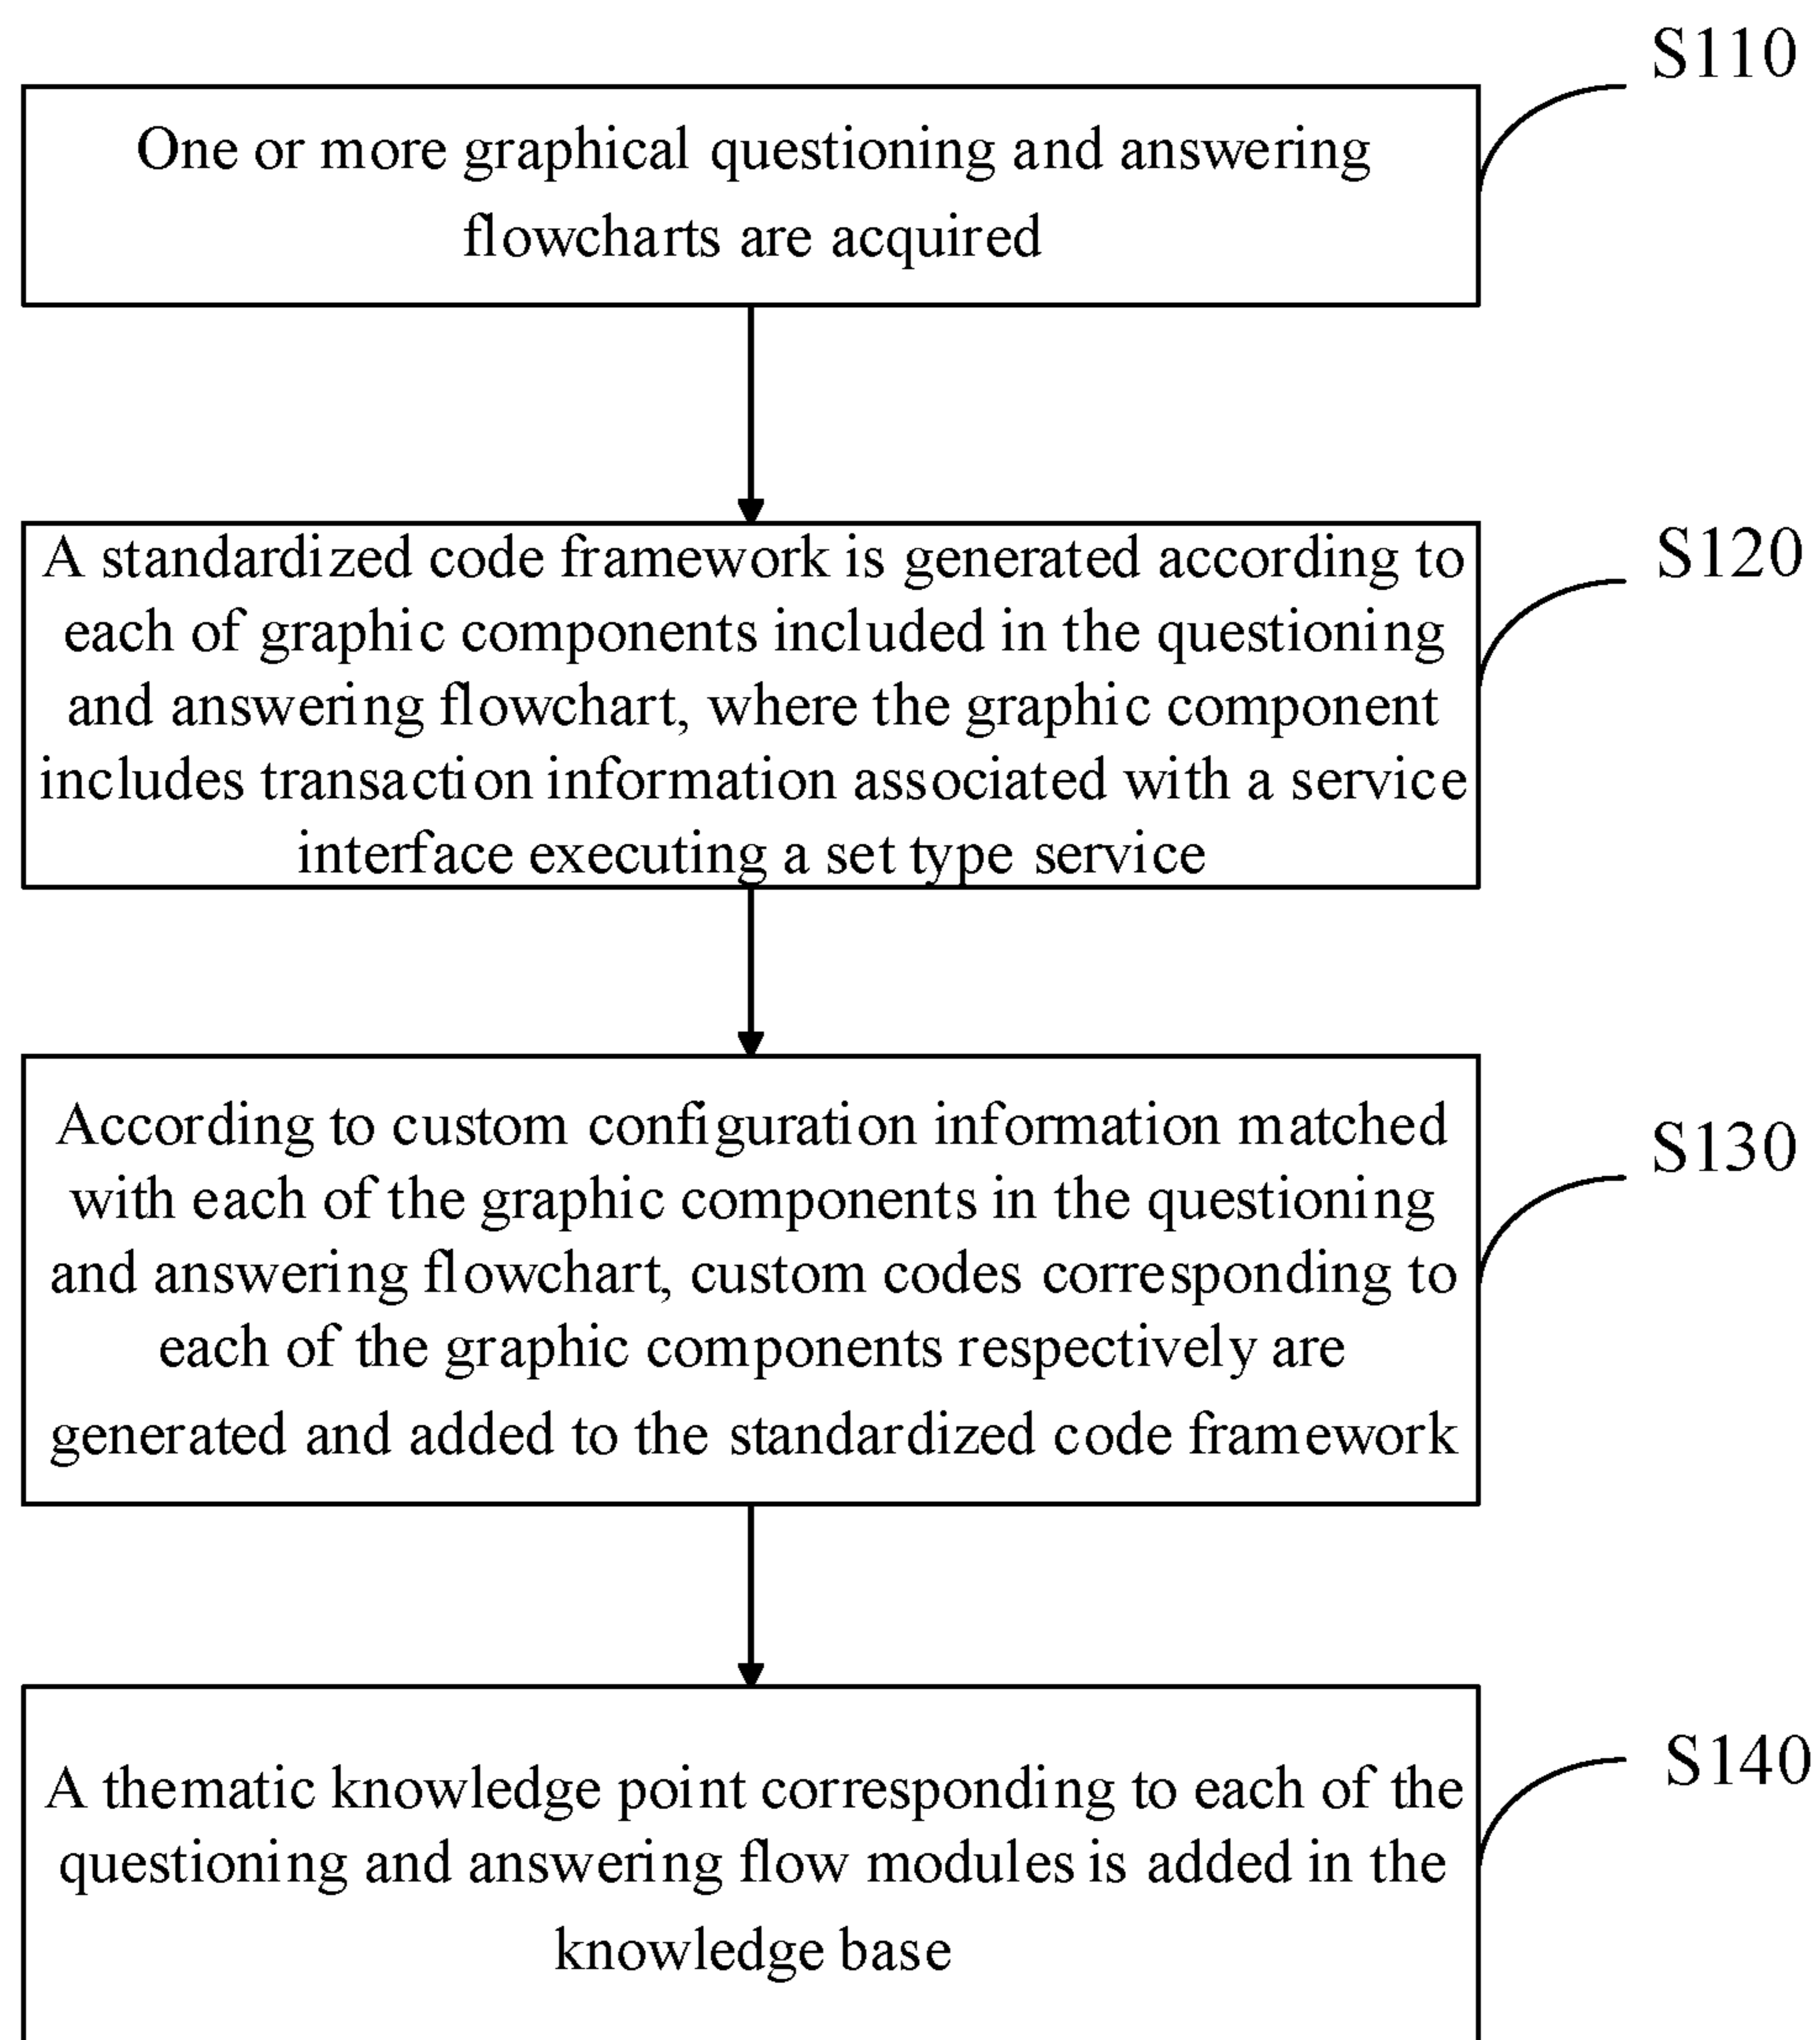 S110
One or more graphical questioning and answering
flowcharts are acquired
S120
A standardized code framework is generated according to
each of graphic components included in the questioning
and answering flowchart, where the graphic component
includes transaction information associated with a service
interface executing a set type service
S130
According to custom configuration information matched
with each of the graphic components in the questioning
and answering flowchart, custom codes corresponding to
each of the graphic components respectively are
generated and added to the standardized code framework
S140
A thematic knowledge point corresponding to each of the
questioning and answering flow modules is added in the
knowledge base